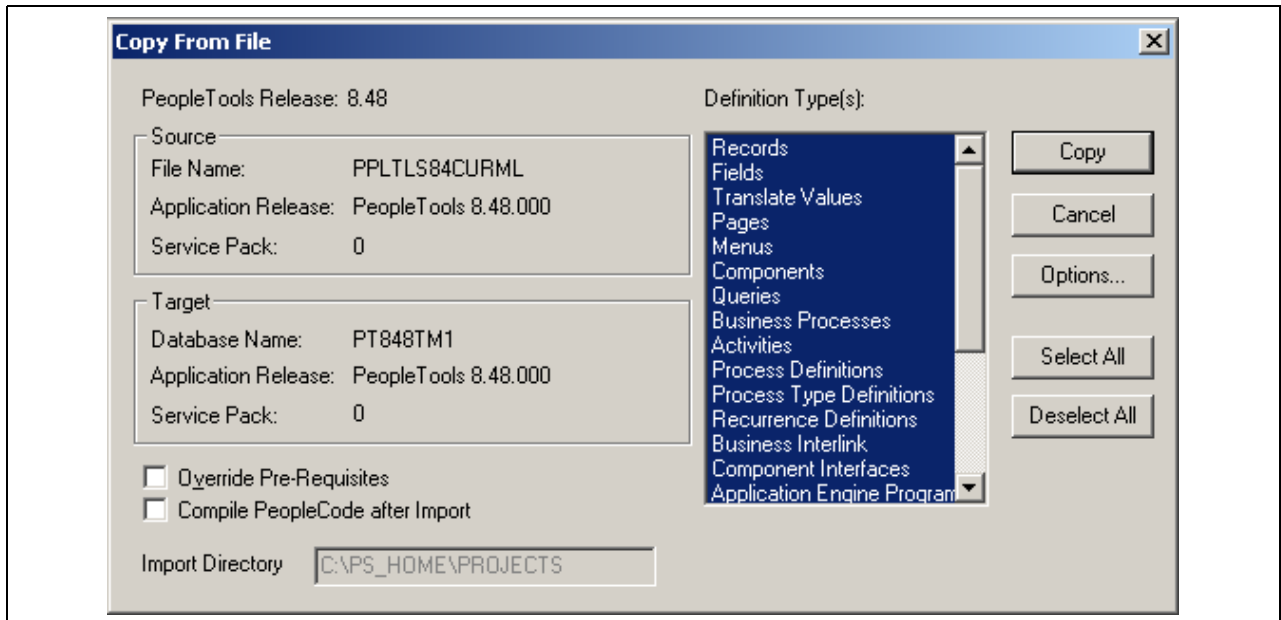 Copy From File
PeopleTools Release: 8.48
Source
File Name: PPLTLS84CURML
Application Release: PeopleTools 8.48.000
Service Pack: 0
Target
Database Name: PT848TM1
Application Release: PeopleTools 8.48.000
Service Pack: 0
Override Pre-Requisites
Compile PeopleCode after Import
Import Directory C:\PS_HOME\PROJECTS
Definition Type(s):
Records
Fields
Translate Values
Pages
Menus
Components
Queries
Business Processes
Activities
Process Definitions
Process Type Definitions
Recurrence Definitions
Business Interlink
Component Interfaces
Application Engine Program
Copy
Cancel
Options...
Select All
Deselect All